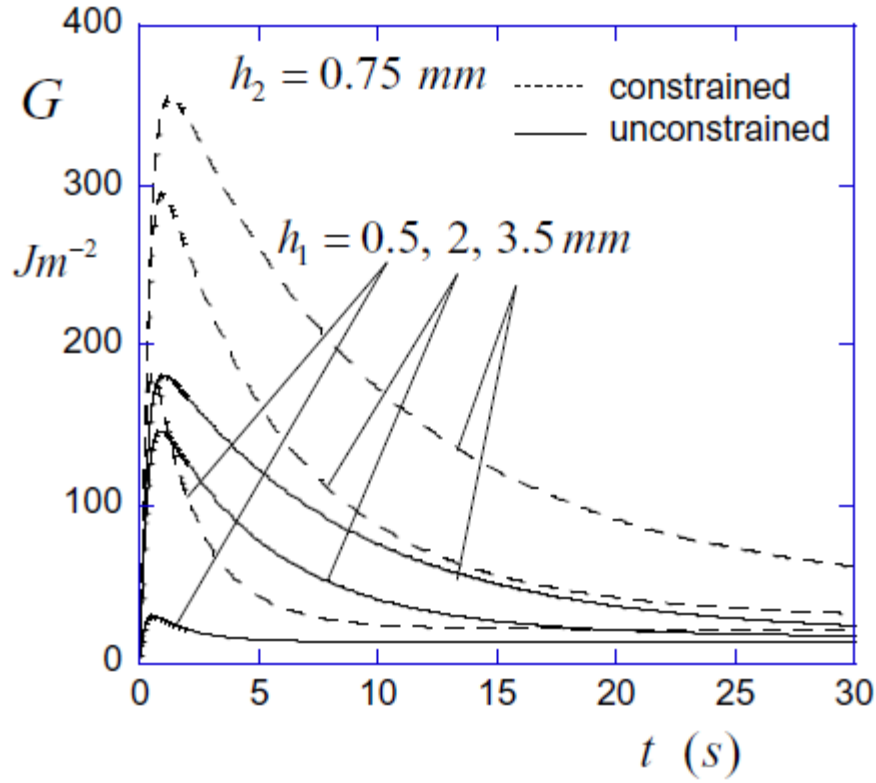 400
h₂ = 0.75 mm
constrained
unconstrained
G
300
h₁ = 0.5, 2, 3.5 mm
Jm⁻²
200
100
0
0 5 10 15 20 25 30
t (s)